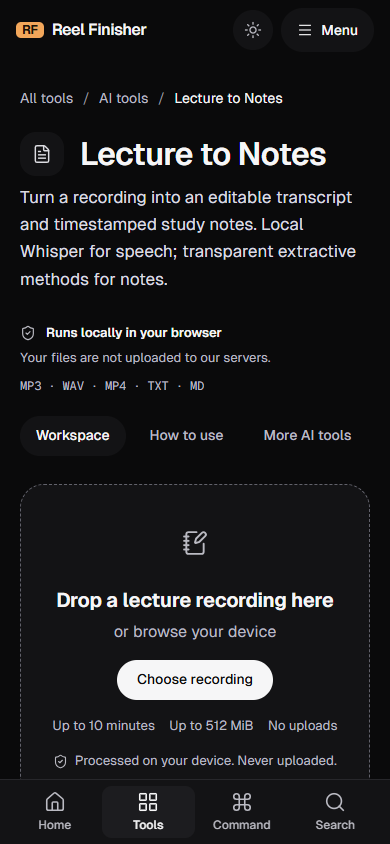 RF Reel Finisher
Menu
All tools / AI tools / Lecture to Notes
Lecture to Notes
Turn a recording into an editable transcript
and timestamped study notes. Local
Whisper for speech; transparent extractive
methods for notes.
Runs locally in your browser
Your files are not uploaded to our servers.
MP3 · WAV · MP4 · TXT · MD
Workspace How to use More AI tools
Drop a lecture recording here
or browse your device
Choose recording
Up to 10 minutes Up to 512 MiB No uploads
Processed on your device. Never uploaded.
Home Tools Command Search